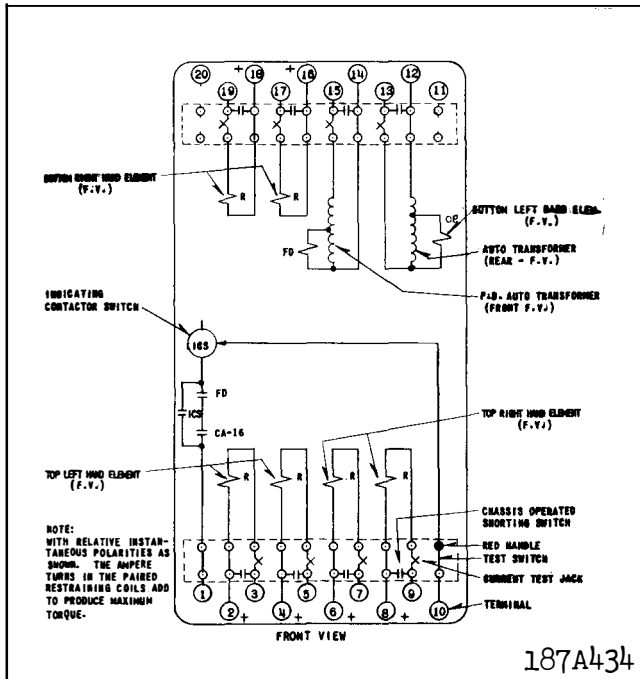 20 + 18 + 16 14 12
19 17 15 13 11
BOTTOM RIGHT HAND ELEMENT
(F.V.)
R R
FD
OP
BOTTOM LEFT HAND ELEM.
(F.V.)
AUTO TRANSFORMER
(REAR - F.V.)
F.D. AUTO TRANSFORMER
(FRONT F.V.)
INDICATING
CONTACTOR SWITCH
ICS
FD
ICS
CA-16
TOP RIGHT HAND ELEMENT
(F.V.)
TOP LEFT HAND ELEMENT
(F.V.)
R R R R
CHASSIS OPERATED
SHORTING SWITCH
RED HANDLE
TEST SWITCH
CURRENT TEST JACK
TERMINAL
NOTE:
WITH RELATIVE INSTAN-
TANEOUS POLARITIES AS
SHOWN. THE AMPERE
TURNS IN THE PAIRED
RESTRAINING COILS ADD
TO PRODUCE MAXIMUM
TORQUE.
1 3 5 7 9
2 + 4 + 6 + 8 + 10
FRONT VIEW
187A434